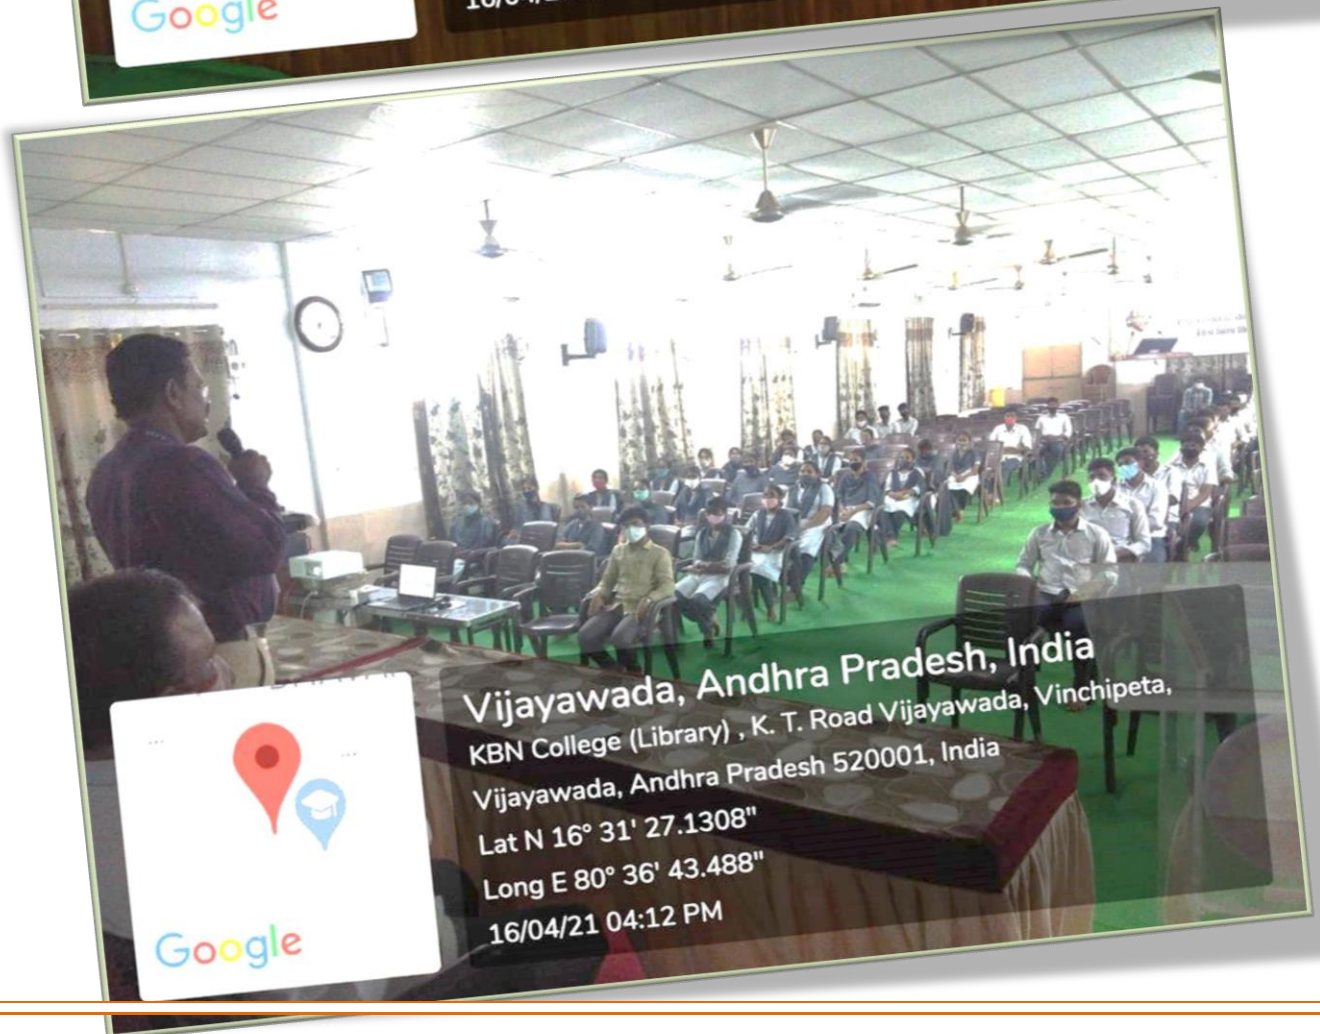 Google
Vijayawada, Andhra Pradesh, India
KBN College (Library) , K. T. Road Vijayawada, Vinchipeta,
Vijayawada, Andhra Pradesh 520001, India
Lat N 16° 31' 27.1308"
Long E 80° 36' 43.488"
16/04/21 04:12 PM
Google